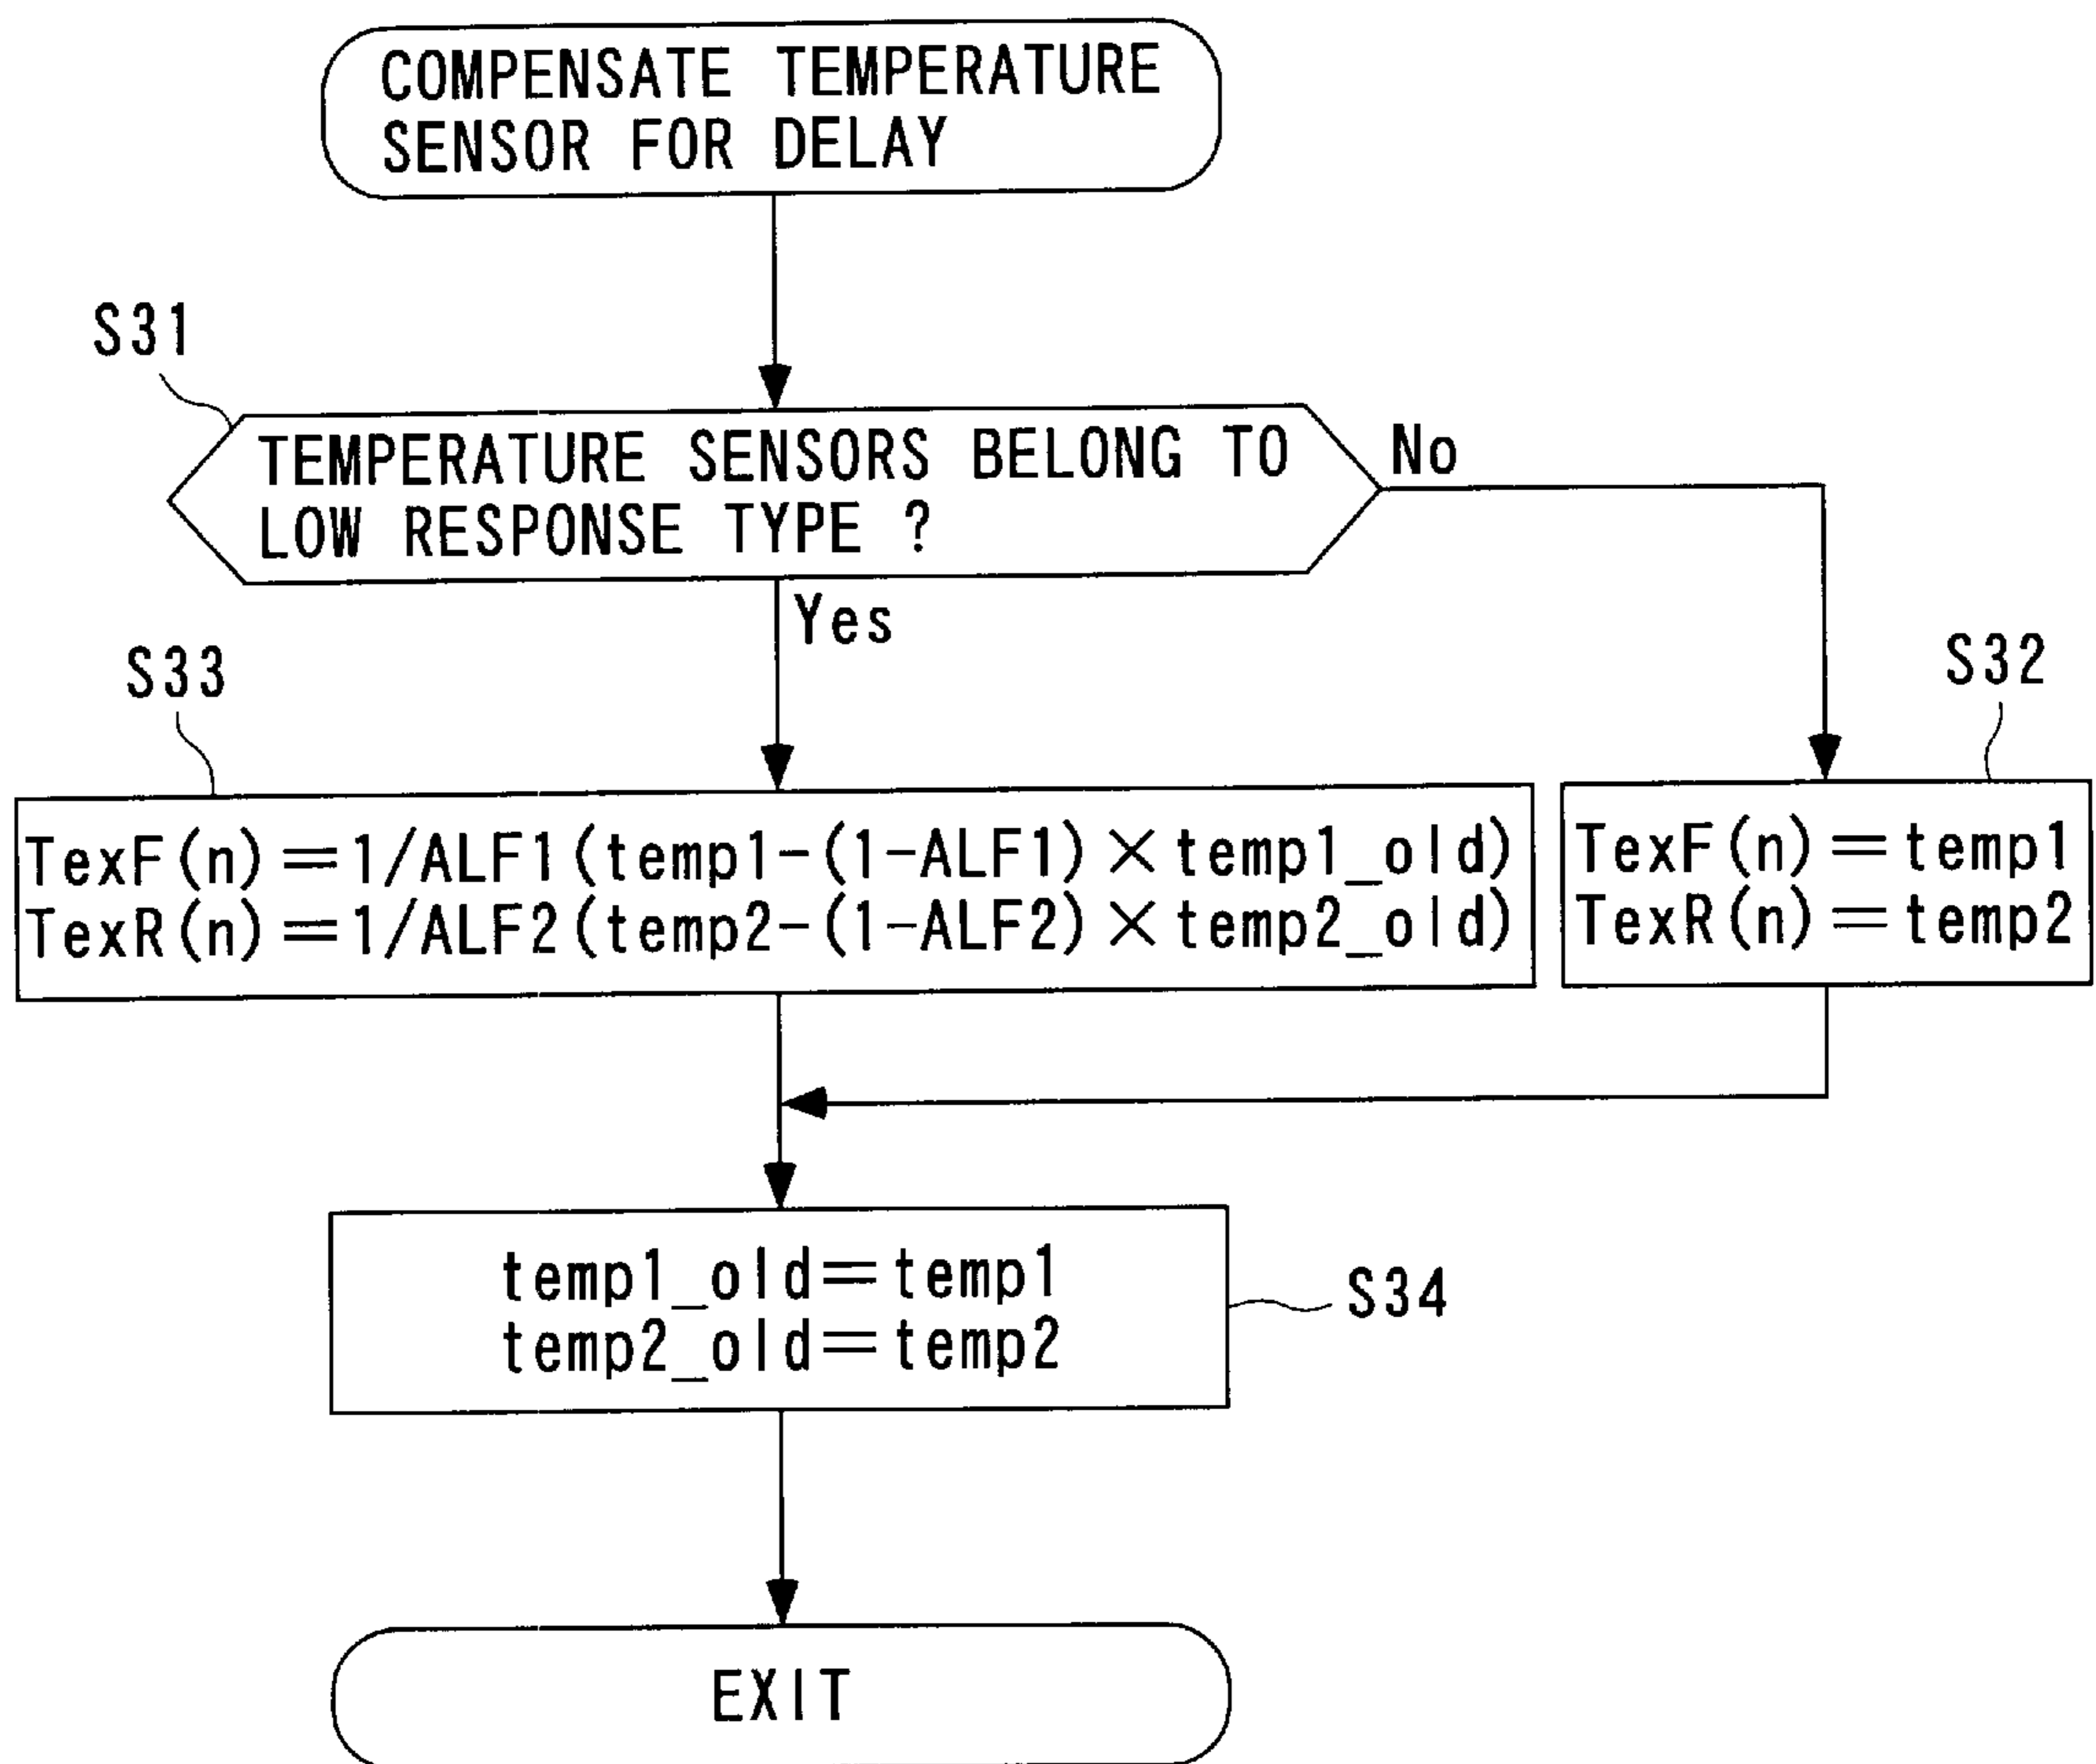 COMPENSATE TEMPERATURE
SENSOR FOR DELAY
S31
TEMPERATURE SENSORS BELONG TO
LOW RESPONSE TYPE ?
No
Yes
S33
S32
TexF(n)=1/ALF1(temp1-(1-ALF1)×temp1_old)
TexR(n)=1/ALF2(temp2-(1-ALF2)×temp2_old)
TexF(n)=temp1
TexR(n)=temp2
temp1_old=temp1
temp2_old=temp2
S34
EXIT